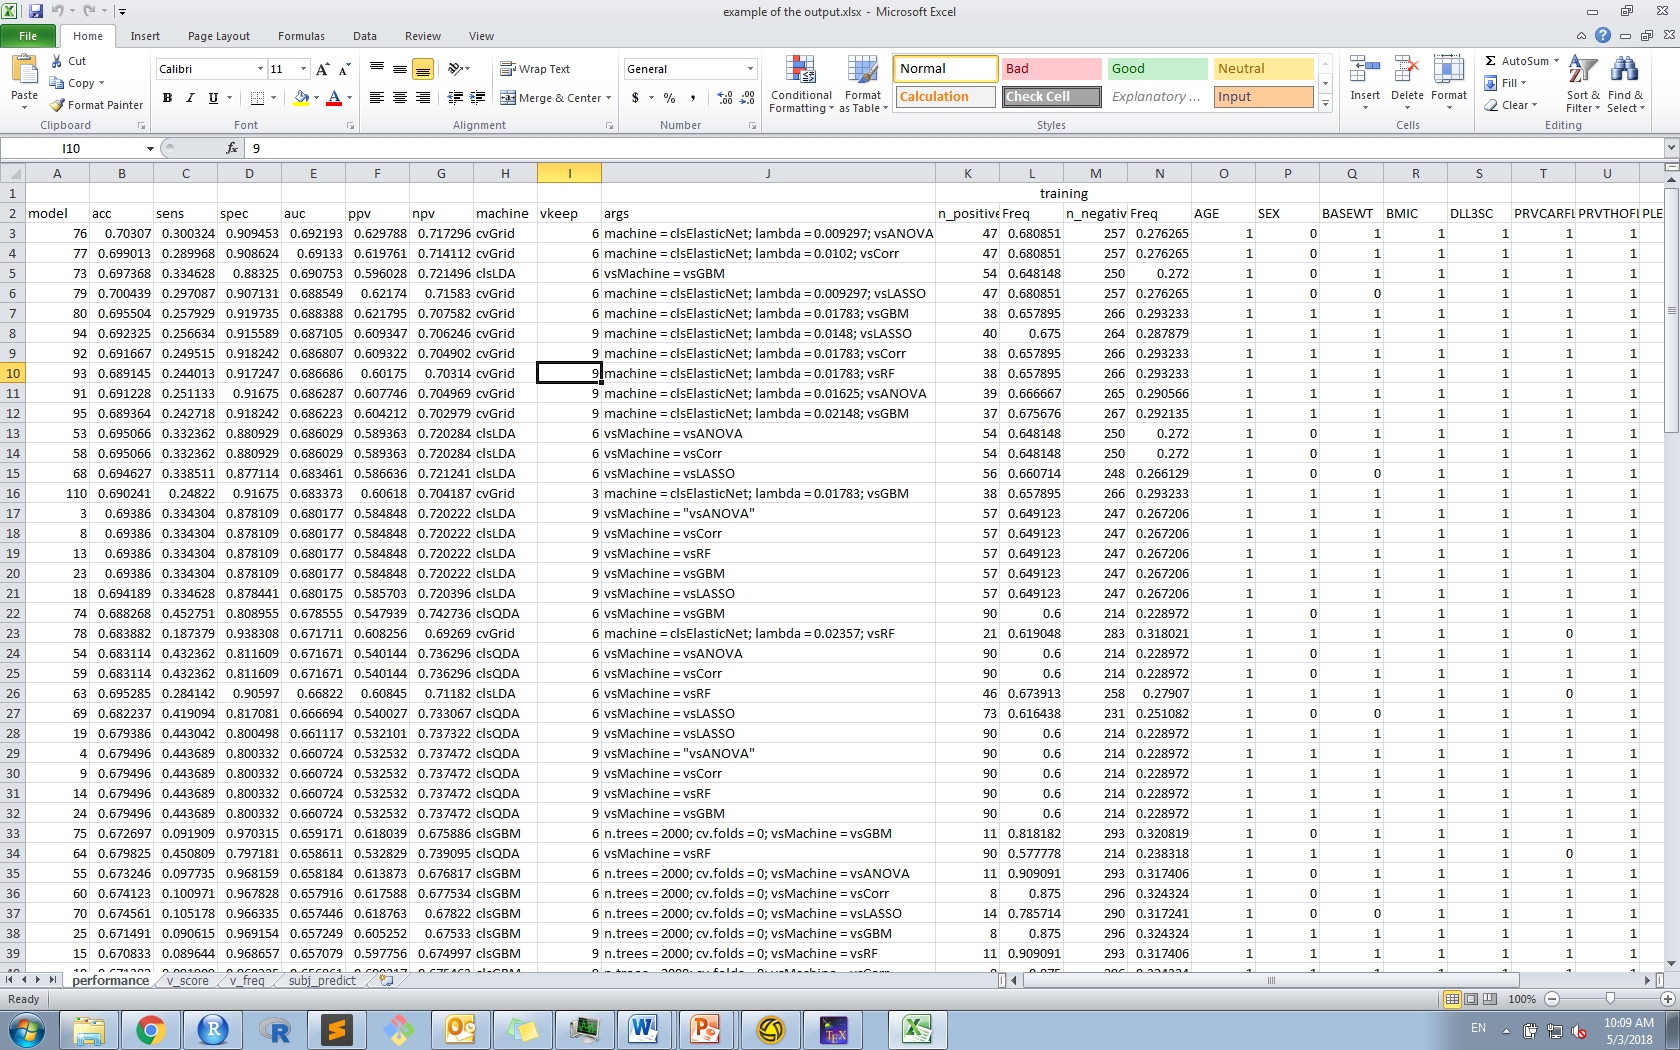 example of the output.xlsx - Microsoft Excel
File Home Insert Page Layout Formulas Data Review View
Paste Cut Copy Format Painter Clipboard
Calibri 11 A A B I U A Font
Wrap Text Merge & Center Alignment
General $ % , Number
Conditional Formatting Format as Table Normal Bad Good Neutral Calculation Check Cell Explanatory ... Input Styles
Insert Delete Format Cells
AutoSum Fill Clear Sort & Filter Find & Select Editing
I10 fx 9
A B C D E F G H I J K L M N O P Q R S T U
1 training
2 model acc sens spec auc ppv npv machine vkeep args n_positive Freq n_negativ Freq AGE SEX BASEWT BMIC DLL3SC PRVCARFL PRVTHOFL PLE
3 76 0.70307 0.300324 0.909453 0.692193 0.629788 0.717296 cvGrid 6 machine = clsElasticNet; lambda = 0.009297; vsANOVA 47 0.680851 257 0.276265 1 0 1 1 1 1 1
4 77 0.699013 0.289968 0.908624 0.69133 0.619761 0.714112 cvGrid 6 machine = clsElasticNet; lambda = 0.0102; vsCorr 47 0.680851 257 0.276265 1 0 1 1 1 1 1
5 73 0.697368 0.334628 0.88325 0.690753 0.596028 0.721496 clsLDA 6 vsMachine = vsGBM 54 0.648148 250 0.272 1 0 1 1 1 1 1
6 79 0.700439 0.297087 0.907131 0.688549 0.62174 0.71583 cvGrid 6 machine = clsElasticNet; lambda = 0.009297; vsLASSO 47 0.680851 257 0.276265 1 0 0 1 1 1 1
7 80 0.695504 0.257929 0.919735 0.688388 0.621795 0.707582 cvGrid 6 machine = clsElasticNet; lambda = 0.01783; vsGBM 38 0.657895 266 0.293233 1 1 1 1 1 1 1
8 94 0.692325 0.256634 0.915589 0.687105 0.609347 0.706246 cvGrid 9 machine = clsElasticNet; lambda = 0.0148; vsLASSO 40 0.675 264 0.287879 1 1 1 1 1 1 1
9 92 0.691667 0.249515 0.918242 0.686807 0.609322 0.704902 cvGrid 9 machine = clsElasticNet; lambda = 0.01783; vsCorr 38 0.657895 266 0.293233 1 1 1 1 1 1 1
10 93 0.689145 0.244013 0.917247 0.686686 0.60175 0.70314 cvGrid 9 machine = clsElasticNet; lambda = 0.01783; vsRF 38 0.657895 266 0.293233 1 1 1 1 1 1 1
11 91 0.691228 0.251133 0.91675 0.686287 0.607746 0.704969 cvGrid 9 machine = clsElasticNet; lambda = 0.01625; vsANOVA 39 0.666667 265 0.290566 1 1 1 1 1 1 1
12 95 0.689364 0.242718 0.918242 0.686223 0.604212 0.702979 cvGrid 9 machine = clsElasticNet; lambda = 0.02148; vsGBM 37 0.675676 267 0.292135 1 1 1 1 1 1 1
13 53 0.695066 0.332362 0.880929 0.686029 0.589363 0.720284 clsLDA 6 vsMachine = vsANOVA 54 0.648148 250 0.272 1 0 1 1 1 1 1
14 58 0.695066 0.332362 0.880929 0.686029 0.589363 0.720284 clsLDA 6 vsMachine = vsCorr 54 0.648148 250 0.272 1 0 1 1 1 1 1
15 68 0.694627 0.338511 0.877114 0.683461 0.586636 0.721241 clsLDA 6 vsMachine = vsLASSO 56 0.660714 248 0.266129 1 0 0 1 1 1 1
16 110 0.690241 0.24822 0.91675 0.683373 0.60618 0.704187 cvGrid 3 machine = clsElasticNet; lambda = 0.01783; vsGBM 38 0.657895 266 0.293233 1 1 1 1 1 1 1
17 3 0.69386 0.334304 0.878109 0.680177 0.584848 0.720222 clsLDA 9 vsMachine = "vsANOVA" 57 0.649123 247 0.267206 1 1 1 1 1 1 1
18 8 0.69386 0.334304 0.878109 0.680177 0.584848 0.720222 clsLDA 9 vsMachine = vsCorr 57 0.649123 247 0.267206 1 1 1 1 1 1 1
19 13 0.69386 0.334304 0.878109 0.680177 0.584848 0.720222 clsLDA 9 vsMachine = vsRF 57 0.649123 247 0.267206 1 1 1 1 1 1 1
20 23 0.69386 0.334304 0.878109 0.680177 0.584848 0.720222 clsLDA 9 vsMachine = vsGBM 57 0.649123 247 0.267206 1 1 1 1 1 1 1
21 18 0.694189 0.334628 0.878441 0.680175 0.585703 0.720396 clsLDA 9 vsMachine = vsLASSO 57 0.649123 247 0.267206 1 1 1 1 1 1 1
22 74 0.688268 0.452751 0.808955 0.678555 0.547939 0.742736 clsQDA 6 vsMachine = vsGBM 90 0.6 214 0.228972 1 0 1 1 1 1 1
23 78 0.683882 0.187379 0.938308 0.671711 0.608256 0.69269 cvGrid 6 machine = clsElasticNet; lambda = 0.02357; vsRF 21 0.619048 283 0.318021 1 1 1 1 1 0 1
24 54 0.683114 0.432362 0.811609 0.671671 0.540144 0.736296 clsQDA 6 vsMachine = vsANOVA 90 0.6 214 0.228972 1 0 1 1 1 1 1
25 59 0.683114 0.432362 0.811609 0.671671 0.540144 0.736296 clsQDA 6 vsMachine = vsCorr 90 0.6 214 0.228972 1 0 1 1 1 1 1
26 63 0.695285 0.284142 0.90597 0.66822 0.60845 0.71182 clsLDA 6 vsMachine = vsRF 46 0.673913 258 0.27907 1 1 1 1 1 0 1
27 69 0.682237 0.419094 0.817081 0.666694 0.540027 0.733067 clsQDA 6 vsMachine = vsLASSO 73 0.616438 231 0.251082 1 0 0 1 1 1 1
28 19 0.679386 0.443042 0.800498 0.661117 0.532101 0.737322 clsQDA 9 vsMachine = vsLASSO 90 0.6 214 0.228972 1 1 1 1 1 1 1
29 4 0.679496 0.443689 0.800332 0.660724 0.532532 0.737472 clsQDA 9 vsMachine = "vsANOVA" 90 0.6 214 0.228972 1 1 1 1 1 1 1
30 9 0.679496 0.443689 0.800332 0.660724 0.532532 0.737472 clsQDA 9 vsMachine = vsCorr 90 0.6 214 0.228972 1 1 1 1 1 1 1
31 14 0.679496 0.443689 0.800332 0.660724 0.532532 0.737472 clsQDA 9 vsMachine = vsRF 90 0.6 214 0.228972 1 1 1 1 1 1 1
32 24 0.679496 0.443689 0.800332 0.660724 0.532532 0.737472 clsQDA 9 vsMachine = vsGBM 90 0.6 214 0.228972 1 1 1 1 1 1 1
33 75 0.672697 0.091909 0.970315 0.659171 0.618039 0.675886 clsGBM 6 n.trees = 2000; cv.folds = 0; vsMachine = vsGBM 11 0.818182 293 0.320819 1 0 1 1 1 1 1
34 64 0.679825 0.450809 0.797181 0.658611 0.532829 0.739095 clsQDA 6 vsMachine = vsRF 90 0.577778 214 0.238318 1 1 1 1 1 0 1
35 55 0.673246 0.097735 0.968159 0.658184 0.613873 0.676817 clsGBM 6 n.trees = 2000; cv.folds = 0; vsMachine = vsANOVA 11 0.909091 293 0.317406 1 0 1 1 1 1 1
36 60 0.674123 0.100971 0.967828 0.657916 0.617588 0.677534 clsGBM 6 n.trees = 2000; cv.folds = 0; vsMachine = vsCorr 8 0.875 296 0.324324 1 0 1 1 1 1 1
37 70 0.674561 0.105178 0.966335 0.657446 0.618763 0.67822 clsGBM 6 n.trees = 2000; cv.folds = 0; vsMachine = vsLASSO 14 0.785714 290 0.317241 1 0 0 1 1 1 1
38 25 0.671491 0.090615 0.969154 0.657249 0.605252 0.67533 clsGBM 9 n.trees = 2000; cv.folds = 0; vsMachine = vsGBM 8 0.875 296 0.324324 1 1 1 1 1 1 1
39 15 0.670833 0.089644 0.968657 0.657079 0.597756 0.674997 clsGBM 9 n.trees = 2000; cv.folds = 0; vsMachine = vsRF 11 0.909091 293 0.317406 1 1 1 1 1 1 1
performance v_score v_freq subj_predict
Ready 100%
EN 10:09 AM
5/3/2018